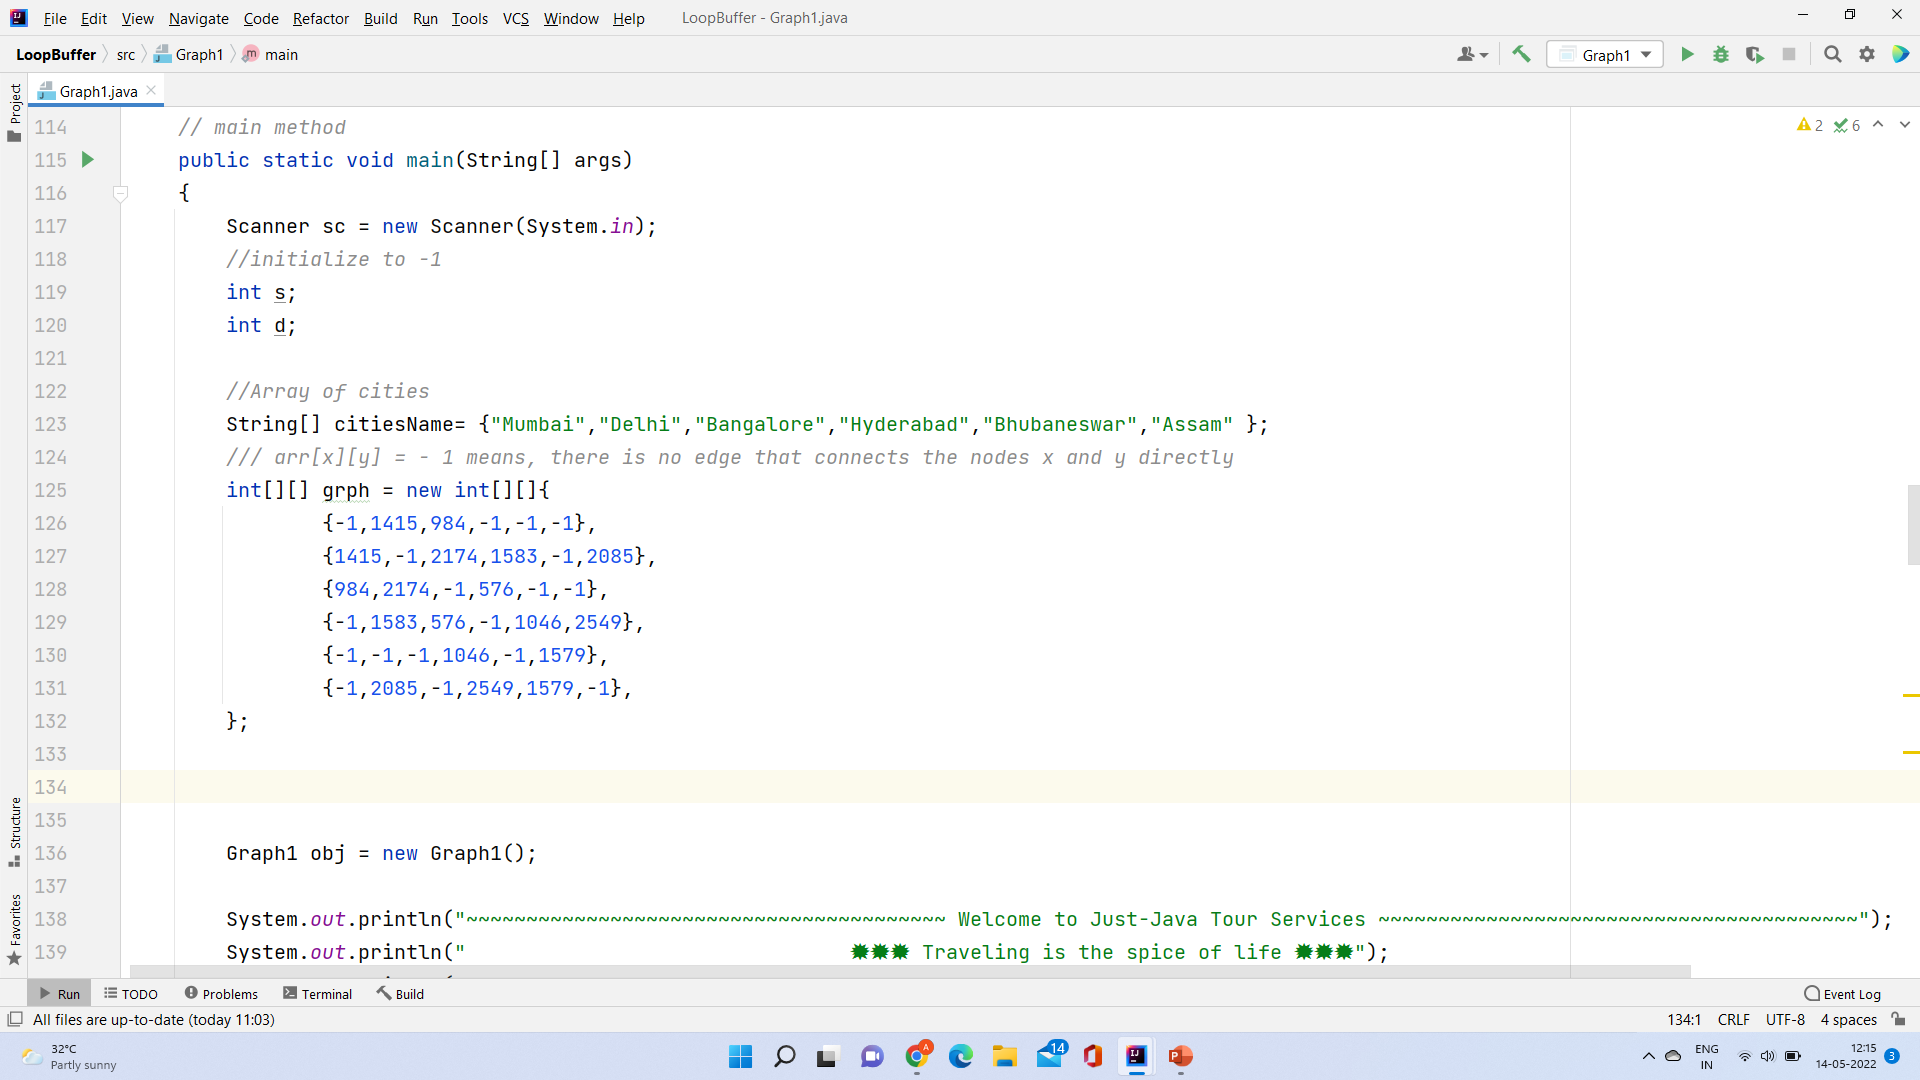 File Edit View Navigate Code Refactor Build Run Tools VCS Window Help LoopBuffer - Graph1.java
LoopBuffer src Graph1 main Graph1
Graph1.java
2 6
Project
Structure
Favorites
114 // main method
115 public static void main(String[] args)
116 {
117 Scanner sc = new Scanner(System.in);
118 //initialize to -1
119 int s;
120 int d;
121
122 //Array of cities
123 String[] citiesName= {"Mumbai","Delhi","Bangalore","Hyderabad","Bhubaneswar","Assam" };
124 /// arr[x][y] = - 1 means, there is no edge that connects the nodes x and y directly
125 int[][] grph = new int[][]{
126 {-1,1415,984,-1,-1,-1},
127 {1415,-1,2174,1583,-1,2085},
128 {984,2174,-1,576,-1,-1},
129 {-1,1583,576,-1,1046,2549},
130 {-1,-1,-1,1046,-1,1579},
131 {-1,2085,-1,2549,1579,-1},
132 };
133
134
135
136 Graph1 obj = new Graph1();
137
138 System.out.println("~~~~~~~~~~~~~~~~~~~~~~~~~~~~~~~~~~~~~~~~ Welcome to Just-Java Tour Services ~~~~~~~~~~~~~~~~~~~~~~~~~~~~~~~~~~~~~~~~");
139 System.out.println("                                ✸✸✸ Traveling is the spice of life ✸✸✸");
Run TODO Problems Terminal Build Event Log
All files are up-to-date (today 11:03) 134:1 CRLF UTF-8 4 spaces
32°C
Partly sunny
A
14
ENG
IN
12:15
14-05-2022
3